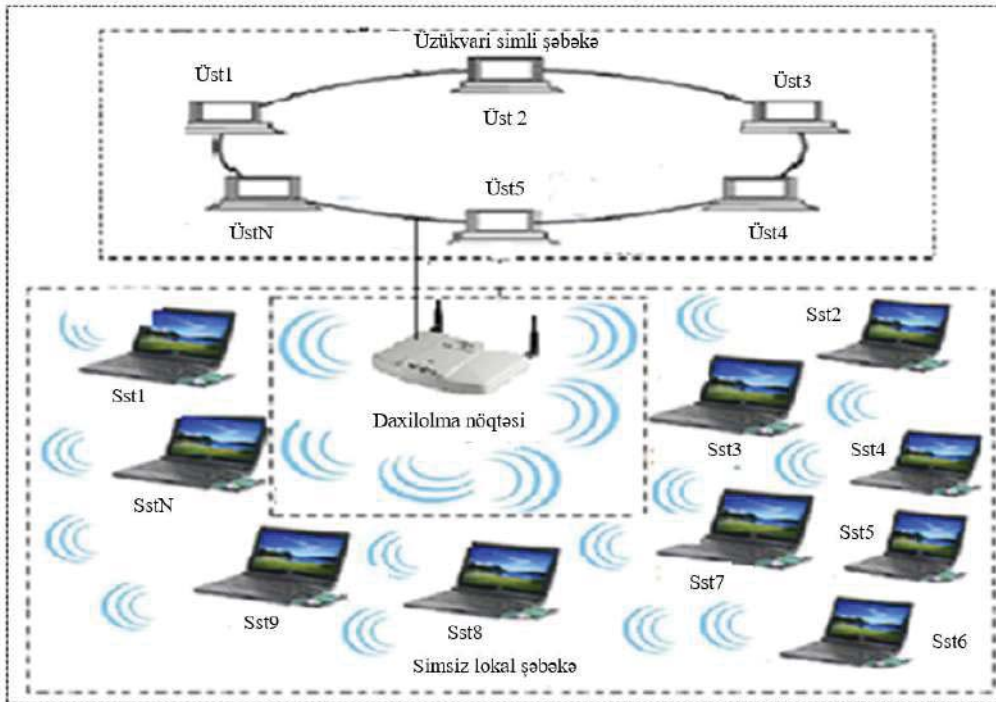 Üzükvari simli şəbəkə
Üst1
Üst 2
Üst3
ÜstN
Üst5
Üst4
Sst1
Daxilolma nöqtəsi
Sst2
Sst3
Sst4
SstN
Sst5
Sst7
Sst9
Sst8
Sst6
Simsiz lokal şəbəkə